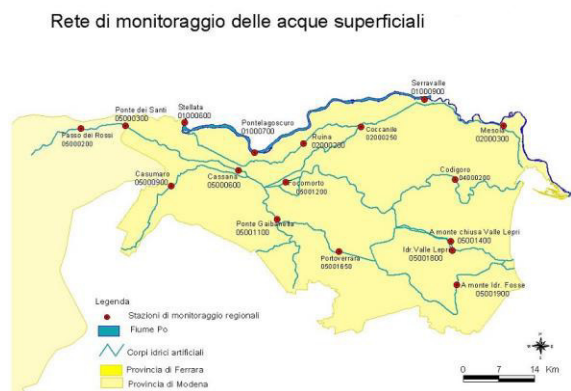 Rete di monitoraggio delle acque superficiali
Serravalle
01000900
Stellata
01000600
Ponte dei Santi
05000300
Pontelagoscuro
01000700
Passo dei Rossi
05000200
Ruina
02000200
Coccanile
02000250
Mesola
02000300
Casumaro
05000900
Cassana
05000600
Focomorto
05001200
Codigoro
04000200
Ponte Gaibanella
05001100
A monte chiusa Valle Lepri
05001400
Idr.Valle Lepri
05001800
Portoverrara
05001650
A monte Idr. Fosse
05001900
Legenda
Stazioni di monitoraggio regionali
Fiume Po
Corpi idrici artificiali
Provincia di Ferrara
Provincia di Modena
0 7 14 Km